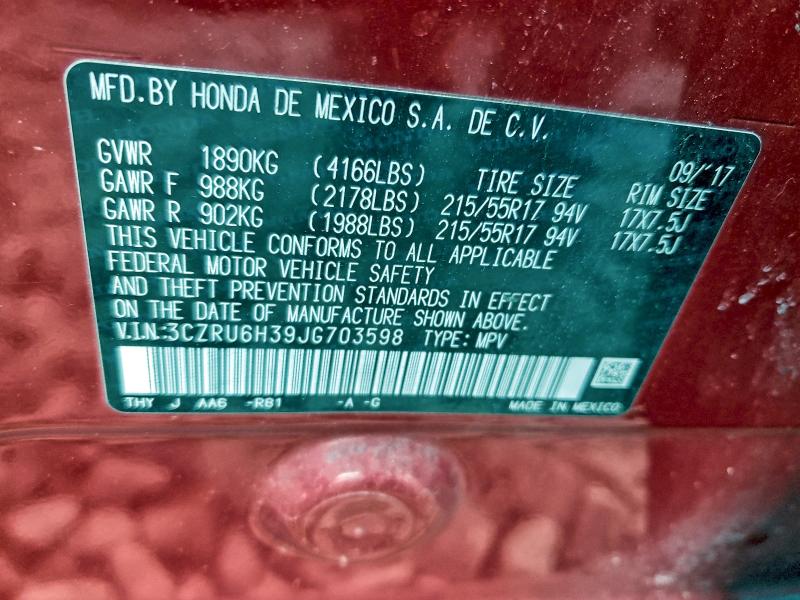 MFD.BY HONDA DE MEXICO S.A. DE C.V.
09/'17
GVWR 1890KG (4166LBS) TIRE SIZE RIM SIZE
GAWR F 988KG (2178LBS) 215/55R17 94V 17X7.5J
GAWR R 902KG (1988LBS) 215/55R17 94V 17X7.5J
THIS VEHICLE CONFORMS TO ALL APPLICABLE
FEDERAL MOTOR VEHICLE SAFETY
AND THEFT PREVENTION STANDARDS IN EFFECT
ON THE DATE OF MANUFACTURE SHOWN ABOVE.
V.I.N:3CZRU6H39JG703598 TYPE: MPV
THY J AA6 -RB1 -A -G MADE IN MEXICO